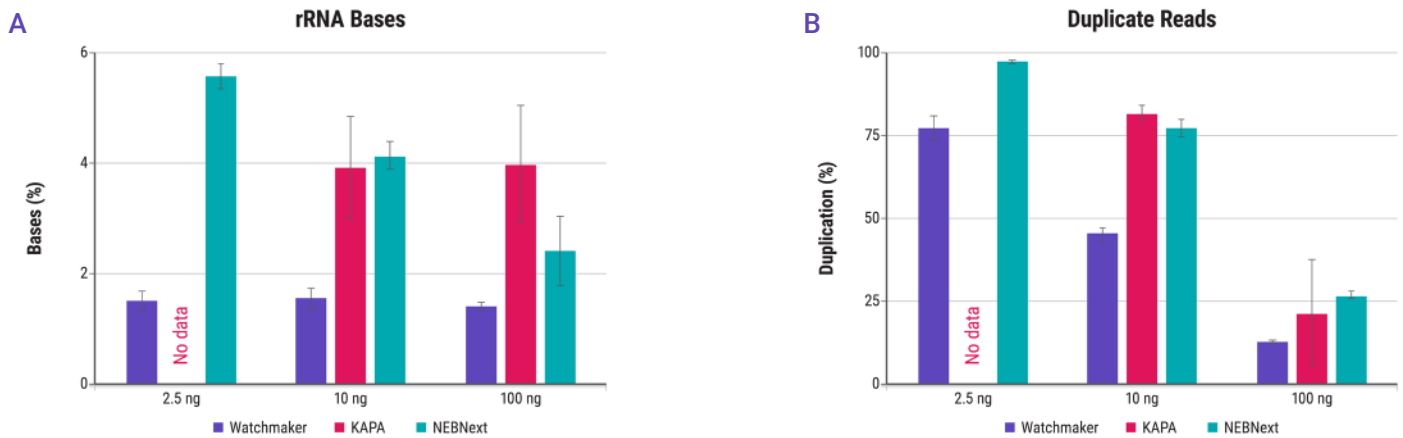 A
rRNA Bases
6
4
2
0
Bases (%)
No data
2.5 ng
10 ng
100 ng
Watchmaker
KAPA
NEBNext
B
Duplicate Reads
100
75
50
25
0
Duplication (%)
No data
2.5 ng
10 ng
100 ng
Watchmaker
KAPA
NEBNext